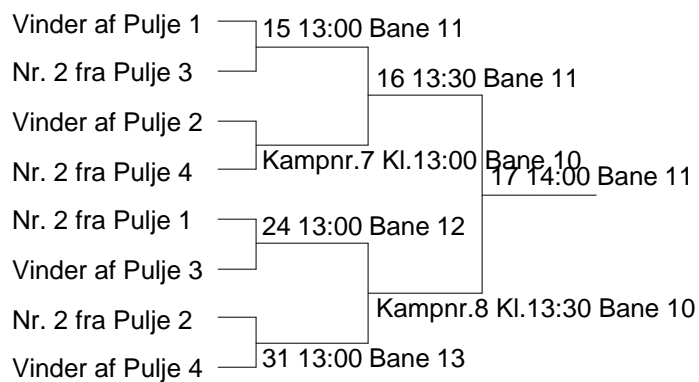 Vinder af Pulje 1
15 13:00 Bane 11
Nr. 2 fra Pulje 3
16 13:30 Bane 11
Vinder af Pulje 2
Kampnr.7 Kl.13:00 Bane 10
Nr. 2 fra Pulje 4
17 14:00 Bane 11
Nr. 2 fra Pulje 1
24 13:00 Bane 12
Vinder af Pulje 3
Kampnr.8 Kl.13:30 Bane 10
Nr. 2 fra Pulje 2
31 13:00 Bane 13
Vinder af Pulje 4